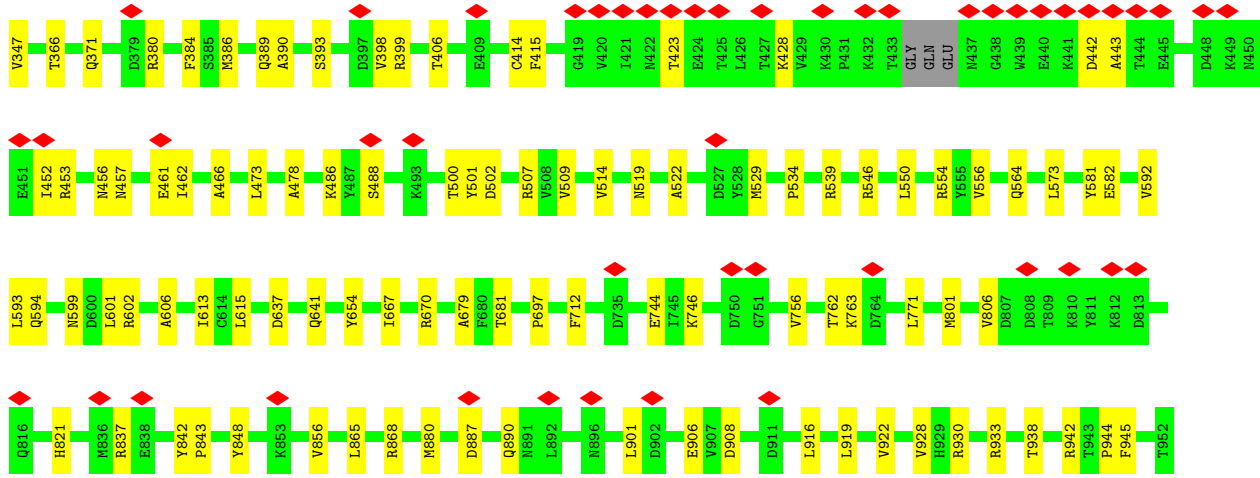 V347 T366 Q371 D379 R380 F384 S385 M386 Q389 A390 S393 D397 V398 R399 T406 E409 C414 F415 G419 V420 I421 N422 T423 E424 T425 L426 T427 K428 V429 K430 P431 K432 T433 GLY GLN GLU N437 G438 W439 E440 K441 D442 A443 T444 E445 D448 K449 N450
E451 I452 R453 N456 N457 E461 I462 A466 L473 A478 K486 Y487 S488 K493 T500 Y501 D502 R507 V508 V509 V514 N519 A522 D527 Y528 M529 P534 R539 R546 L550 R554 Y555 V556 Q564 L573 Y581 E582 V592
L593 Q594 N599 D600 L601 R602 A606 I613 C614 L615 D637 Q641 Y654 I667 R670 A679 F680 T681 P697 F712 D735 E744 I745 K746 D750 G751 V756 T762 K763 D764 L771 M801 V806 D807 D808 T809 K810 Y811 K812 D813
Q816 H821 M836 R837 E838 Y842 P843 Y848 K853 V856 L865 R868 M880 D887 Q890 N891 L892 N896 L901 D902 E906 V907 D908 D911 L916 L919 V922 V928 H929 R930 R933 T938 R942 T943 P944 F945 T952